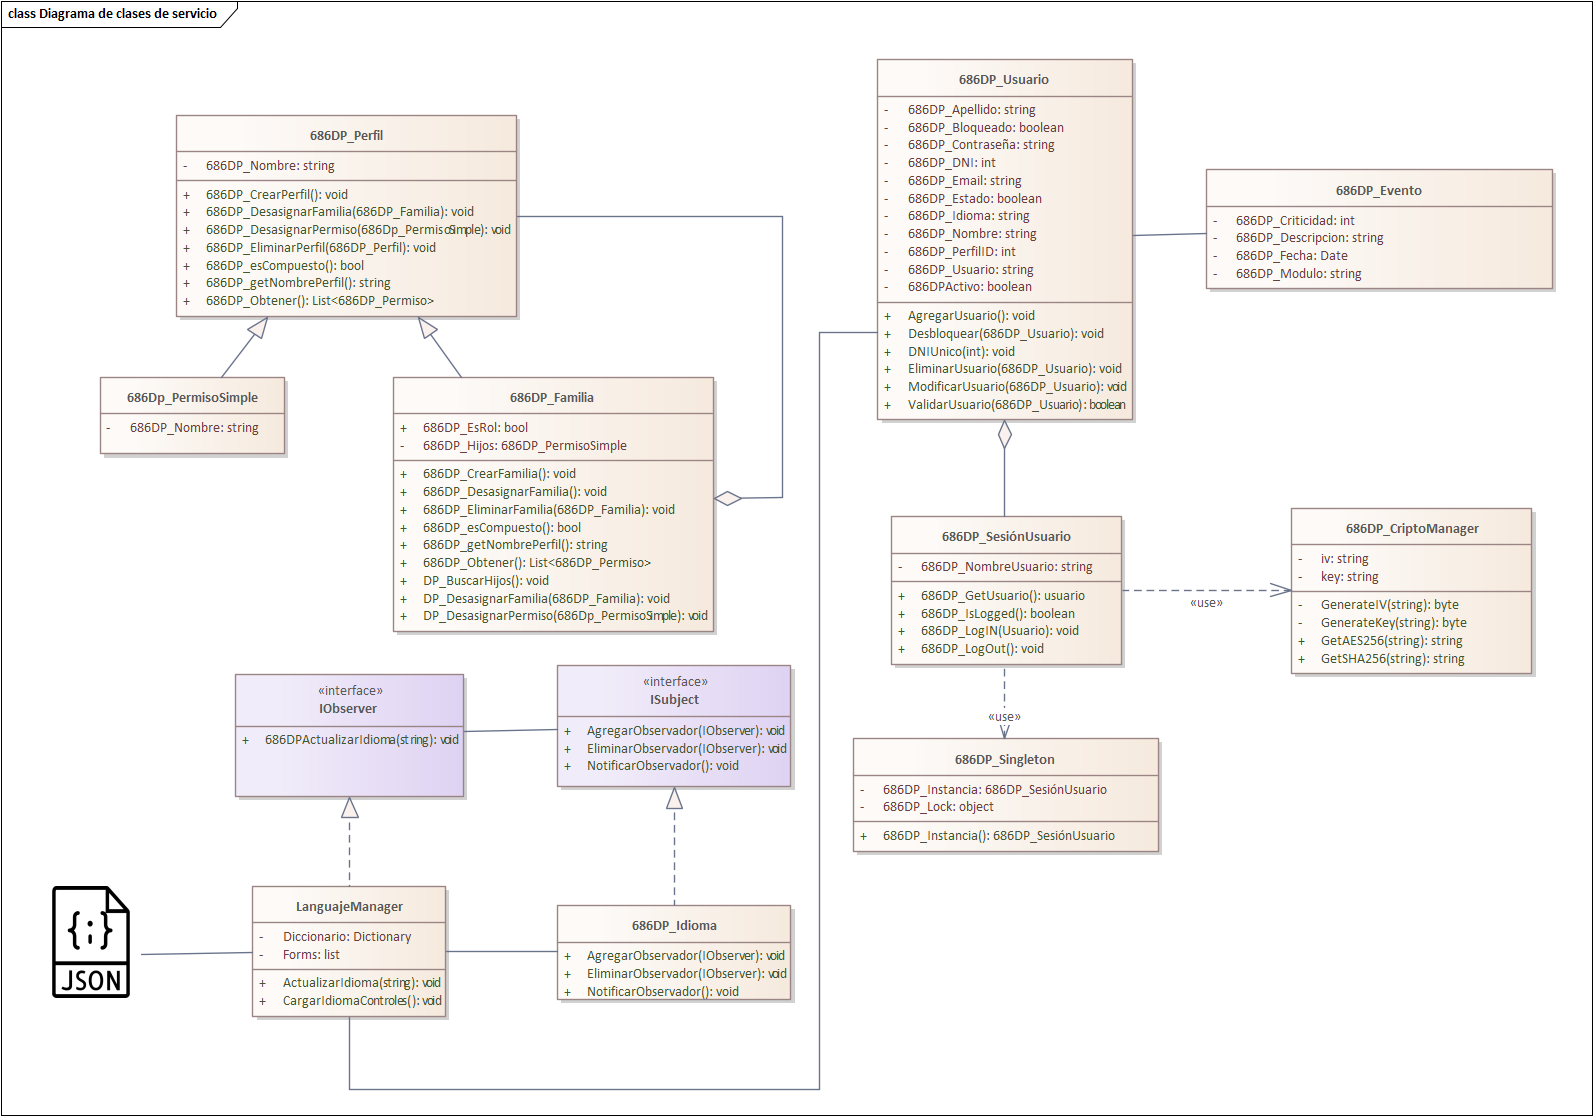 class Diagrama de clases de servicio
686DP_Perfil
- 686DP_Nombre: string
+ 686DP_CrearPerfil(): void
+ 686DP_DesasignarFamilia(686DP_Familia): void
+ 686DP_DesasignarPermiso(686Dp_PermisoSimple): void
+ 686DP_EliminarPerfil(686DP_Perfil): void
+ 686DP_esCompuesto(): bool
+ 686DP_getNombrePerfil(): string
+ 686DP_Obtener(): List<686DP_Permiso>
686Dp_PermisoSimple
- 686DP_Nombre: string
686DP_Familia
+ 686DP_EsRol: bool
- 686DP_Hijos: 686DP_PermisoSimple
+ 686DP_CrearFamilia(): void
+ 686DP_DesasignarFamilia(): void
+ 686DP_EliminarFamilia(686DP_Familia): void
+ 686DP_esCompuesto(): bool
+ 686DP_getNombrePerfil(): string
+ 686DP_Obtener(): List<686DP_Permiso>
+ DP_BuscarHijos(): void
+ DP_DesasignarFamilia(686DP_Familia): void
+ DP_DesasignarPermiso(686Dp_PermisoSimple): void
686DP_Usuario
- 686DP_Apellido: string
- 686DP_Bloqueado: boolean
- 686DP_Contraseña: string
- 686DP_DNI: int
- 686DP_Email: string
- 686DP_Estado: boolean
- 686DP_Idioma: string
- 686DP_Nombre: string
- 686DP_PerfilID: int
- 686DP_Usuario: string
- 686DPActivo: boolean
+ AgregarUsuario(): void
+ Desbloquear(686DP_Usuario): void
+ DNIUnico(int): void
+ EliminarUsuario(686DP_Usuario): void
+ ModificarUsuario(686DP_Usuario): void
+ ValidarUsuario(686DP_Usuario): boolean
686DP_Evento
- 686DP_Criticidad: int
- 686DP_Descripcion: string
- 686DP_Fecha: Date
- 686DP_Modulo: string
686DP_SesiónUsuario
- 686DP_NombreUsuario: string
+ 686DP_GetUsuario(): usuario
+ 686DP_IsLogged(): boolean
+ 686DP_LogIN(Usuario): void
+ 686DP_LogOut(): void
«use»
686DP_CriptoManager
- iv: string
- key: string
- GenerateIV(string): byte
- GenerateKey(string): byte
+ GetAES256(string): string
+ GetSHA256(string): string
«use»
686DP_Singleton
- 686DP_Instancia: 686DP_SesiónUsuario
- 686DP_Lock: object
+ 686DP_Instancia(): 686DP_SesiónUsuario
«interface»
IObserver
+ 686DPActualizarIdioma(string): void
«interface»
ISubject
+ AgregarObservador(IObserver): void
+ EliminarObservador(IObserver): void
+ NotificarObservador(): void
{;}
JSON
LanguajeManager
- Diccionario: Dictionary
- Forms: list
+ ActualizarIdioma(string): void
+ CargarIdiomaControles(): void
686DP_Idioma
+ AgregarObservador(IObserver): void
+ EliminarObservador(IObserver): void
+ NotificarObservador(): void